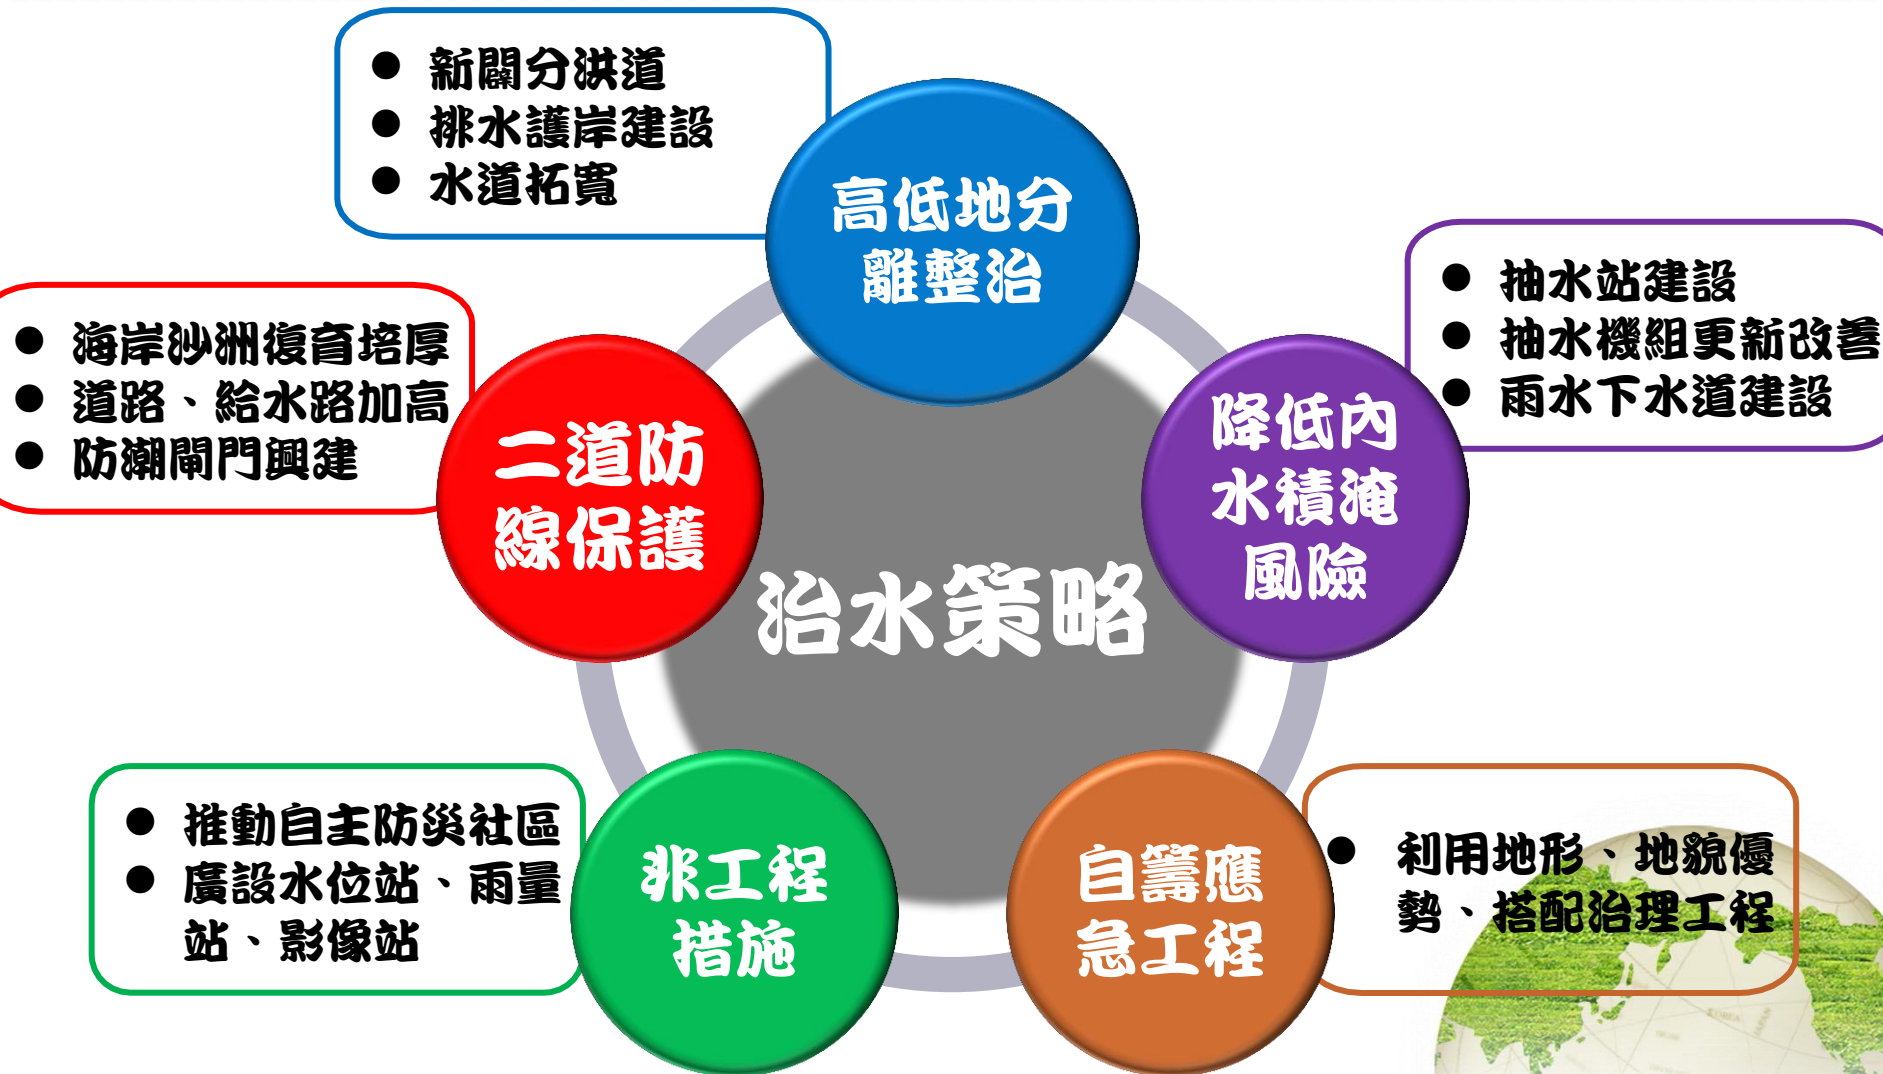 新闢分洪道
排水護岸建設
水道拓寬
高低地分
離整治
抽水站建設
抽水機組更新改善
雨水下水道建設
降低內
水積淹
風險
海岸沙洲復育培厚
道路、給水路加高
防潮閘門興建
二道防
線保護
治水策略
推動自主防災社區
廣設水位站、雨量
站、影像站
非工程
措施
自籌應
急工程
利用地形、地貌優
勢、搭配治理工程
KOREA
JAPAN